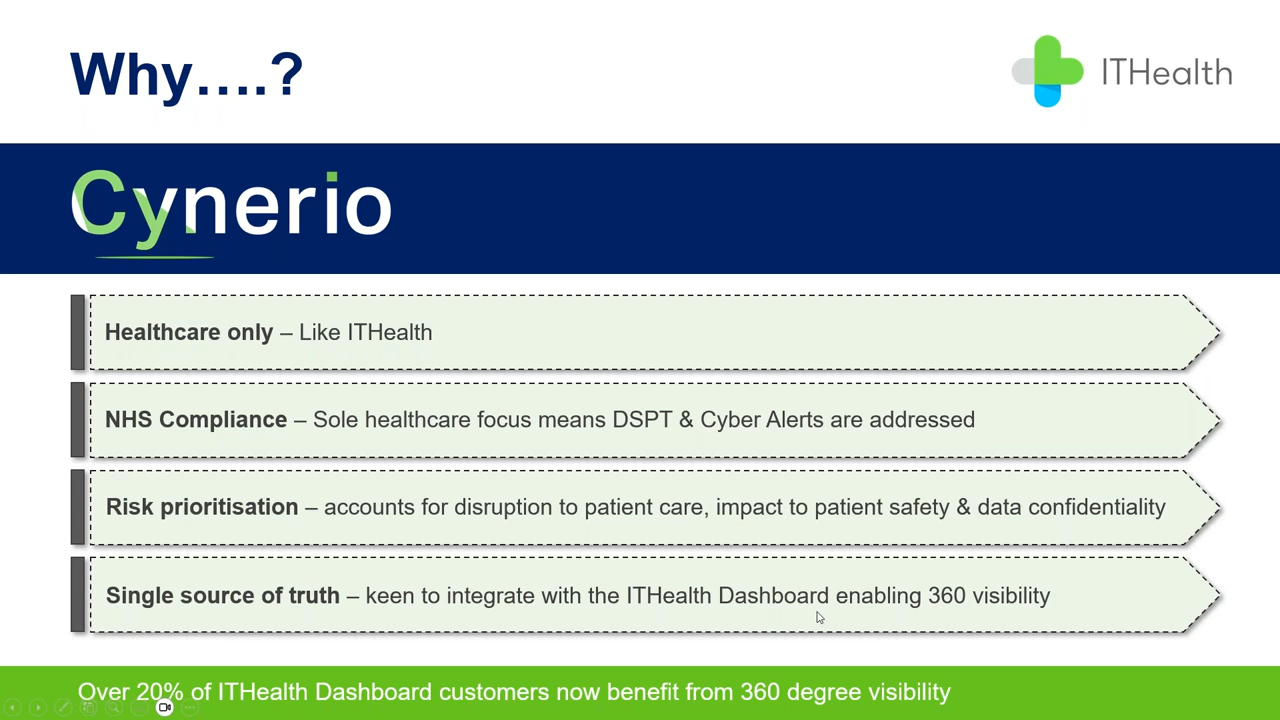 Why….?
ITHealth
Cynerio
Healthcare only – Like ITHealth
NHS Compliance – Sole healthcare focus means DSPT & Cyber Alerts are addressed
Risk prioritisation – accounts for disruption to patient care, impact to patient safety & data confidentiality
Single source of truth – keen to integrate with the ITHealth Dashboard enabling 360 visibility
Over 20% of ITHealth Dashboard customers now benefit from 360 degree visibility